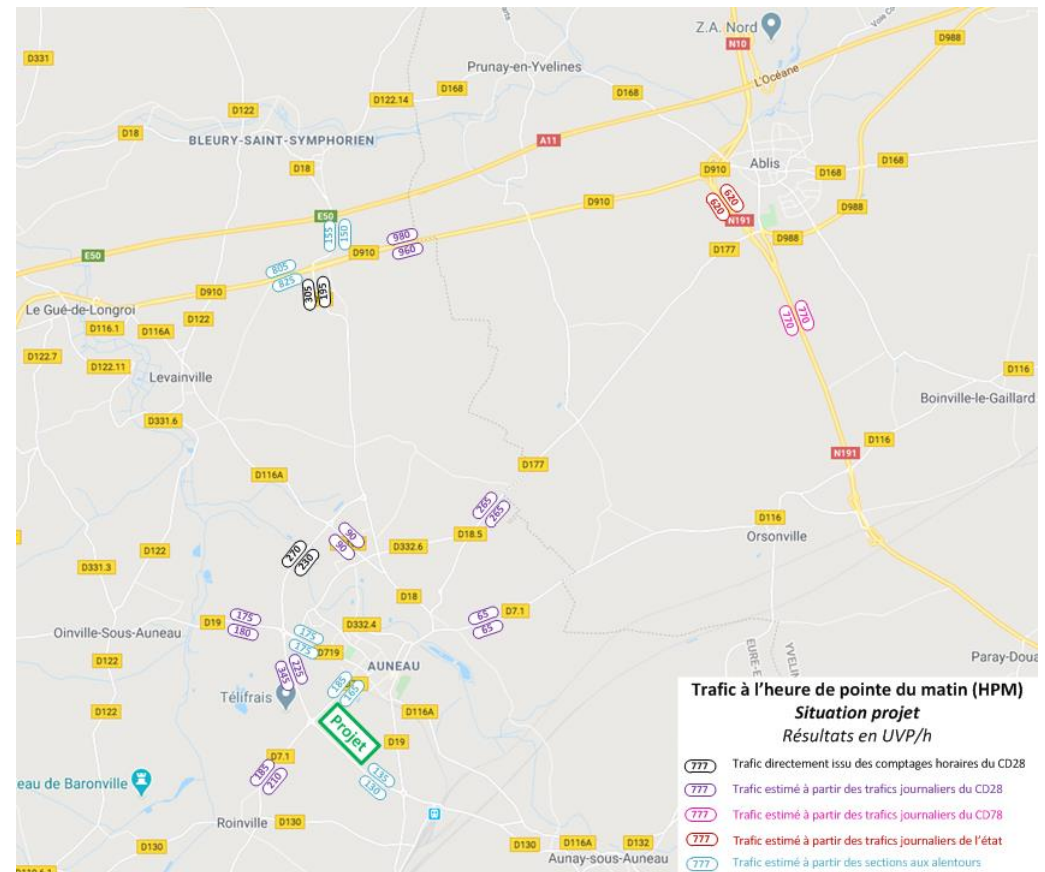 Z.A. Nord
N10
D988
Voie Co
D331
Prunay-en-Yvelines
L'Océane
D168
D168
D122.14
D122
D18
BLEURY-SAINT-SYMPHORIEN
A11
D18
D910
Ablis
D168
D168
D910
620
620
N191
D988
E50
155
150
980
960
D910
D177
D988
E50
805
825
D910
305
195
770
770
Le Gué-de-Longroi
D122
D116.1
D116A
D122.7
D122.11
Levainville
D116
Boinville-le-Gaillard
D331.6
D116
N191
D177
D116A
265
265
D116
D18.5
Orsonville
90
90
D332.6
270
230
D122
D331.3
D18
D7.1
65
65
175
180
D19
D332.4
Oinville-Sous-Auneau
175
175
D719
D122
AUNEAU
Paray-Doua
EURE-E
YVELIN
225
345
185
165
Télifrais
D122
D116A
Projet
D19
D7.1
185
210
135
130
eau de Baronville
Roinville
D130
D130
D130
D116A
D132
Aunay-sous-Auneau
Trafic à l'heure de pointe du matin (HPM)
Situation projet
Résultats en UVP/h
777 Trafic directement issu des comptages horaires du CD28
777 Trafic estimé à partir des trafics journaliers du CD28
777 Trafic estimé à partir des trafics journaliers du CD78
777 Trafic estimé à partir des trafics journaliers de l'état
777 Trafic estimé à partir des sections aux alentours